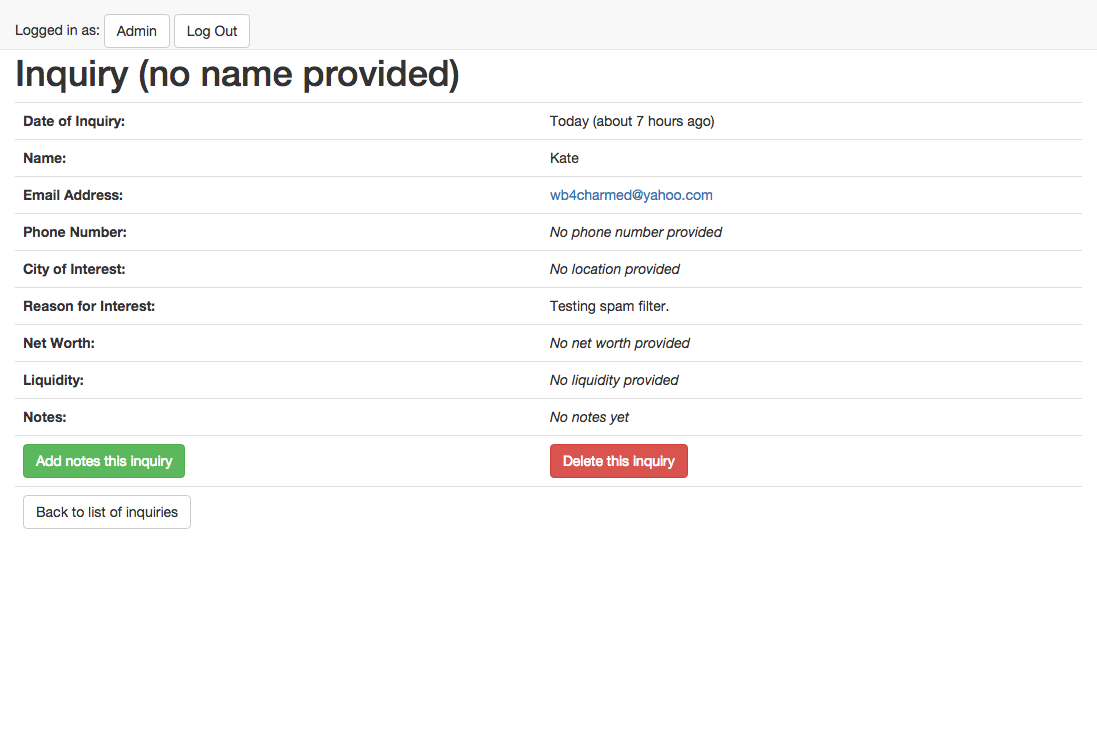 Logged in as: Admin Log Out
Inquiry (no name provided)
Date of Inquiry: Today (about 7 hours ago)
Name: Kate
Email Address: wb4charmed@yahoo.com
Phone Number: No phone number provided
City of Interest: No location provided
Reason for Interest: Testing spam filter.
Net Worth: No net worth provided
Liquidity: No liquidity provided
Notes: No notes yet
Add notes this inquiry Delete this inquiry
Back to list of inquiries